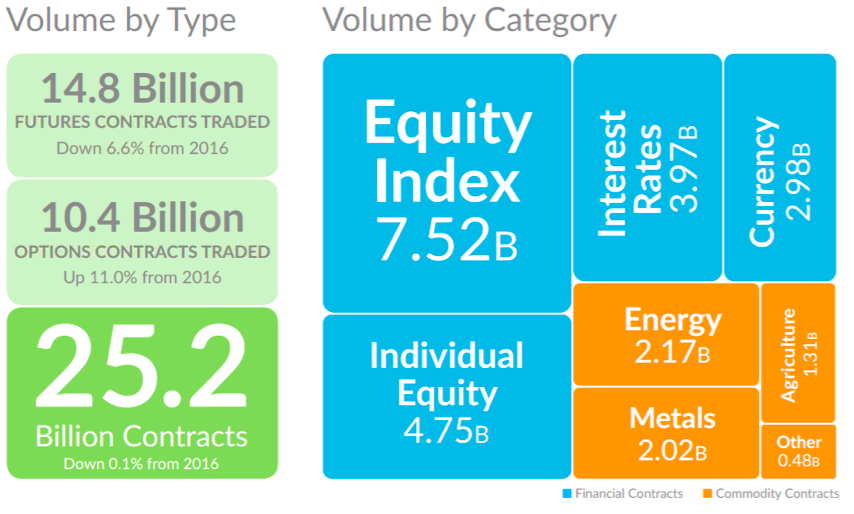 Volume by Type
14.8 Billion
FUTURES CONTRACTS TRADED
Down 6.6% from 2016
10.4 Billion
OPTIONS CONTRACTS TRADED
Up 11.0% from 2016
25.2
Billion Contracts
Down 0.1% from 2016
Volume by Category
Equity
Index
7.52B
Interest
Rates
3.97B
Currency
2.98B
Individual
Equity
4.75B
Energy
2.17B
Metals
2.02B
Agriculture
1.31B
Other
0.48B
Financial Contracts
Commodity Contracts